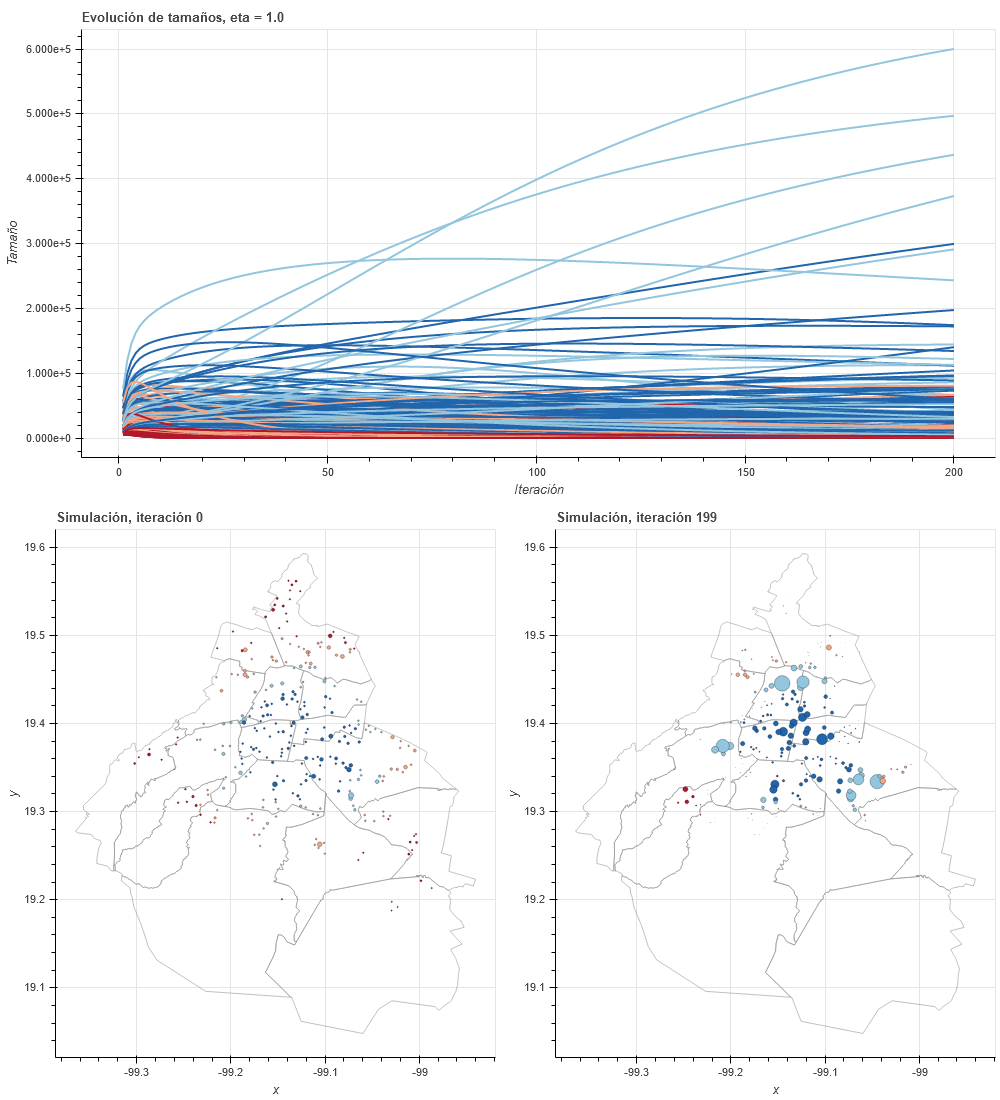 Evolución de tamaños, eta = 1.0
6.000e+5
5.000e+5
4.000e+5
3.000e+5
2.000e+5
1.000e+5
0.000e+0
Tamaño
0 50 100 150 200
Iteración
Simulación, iteración 0
19.6
19.5
19.4
19.3
19.2
19.1
y
-99.3 -99.2 -99.1 -99
x
Simulación, iteración 199
19.6
19.5
19.4
19.3
19.2
19.1
y
-99.3 -99.2 -99.1 -99
x